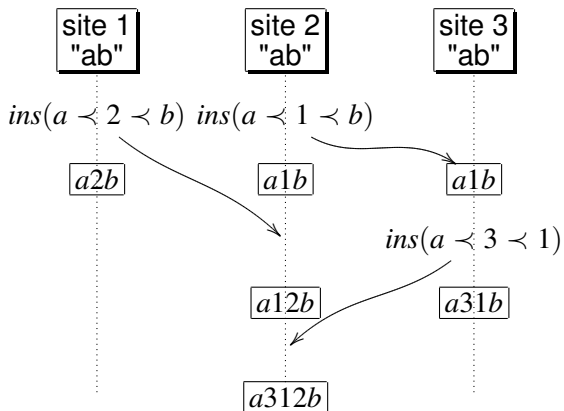 site 1 site 2 site 3
"ab" "ab" "ab"
ins(a ≺ 2 ≺ b) ins(a ≺ 1 ≺ b)
a2b a1b a1b
ins(a ≺ 3 ≺ 1)
a12b a31b
a312b